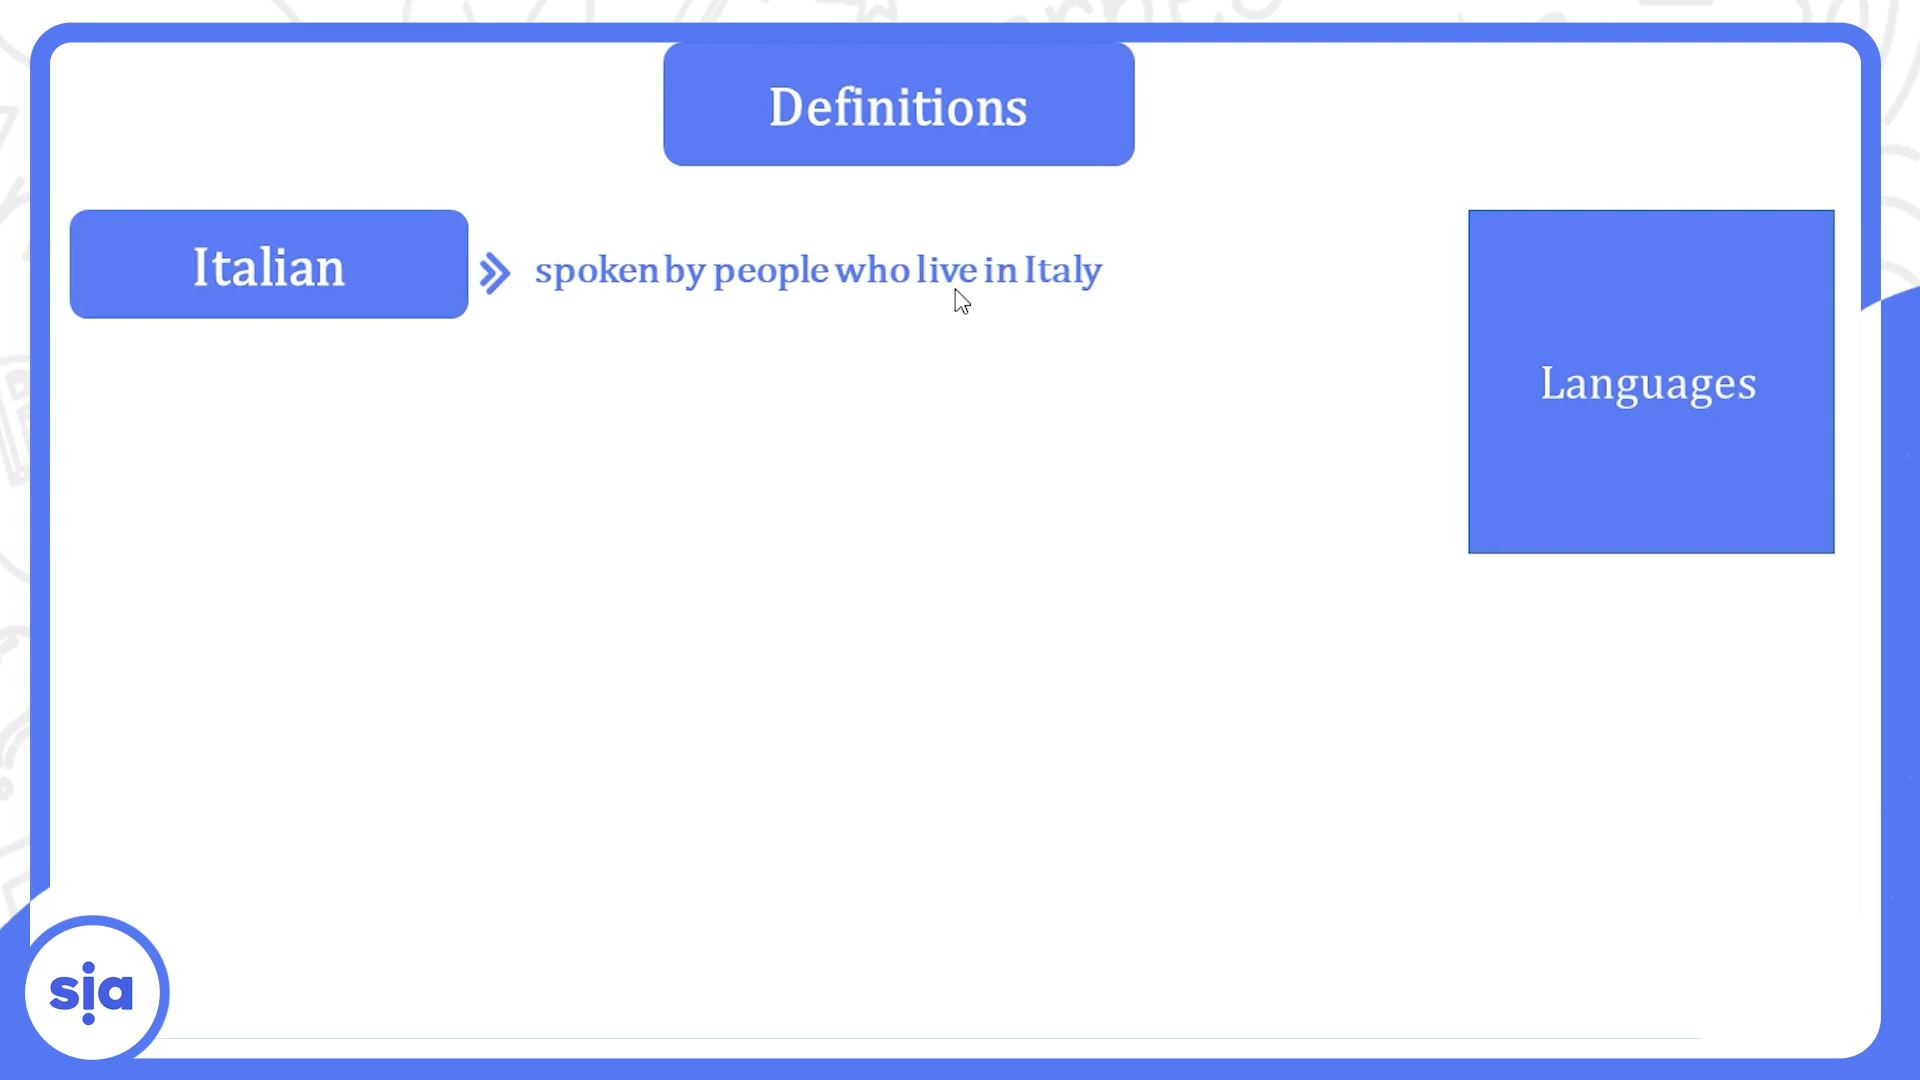 Definitions
Italian
spoken by people who live in Italy
Languages
sia